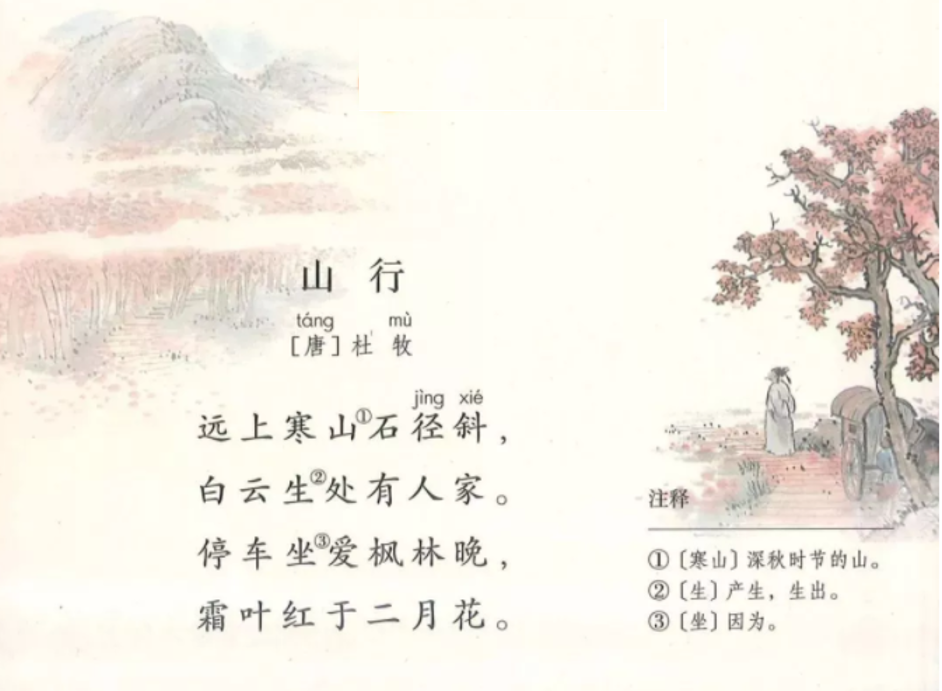 山 行
táng mù
[唐]杜 牧
jìng xié
远上寒山①石径斜，
白云生②处有人家。
停车坐③爱枫林晚，
霜叶红于二月花。
注释
①〔寒山〕深秋时节的山。
②〔生〕产生，生出。
③〔坐〕因为。